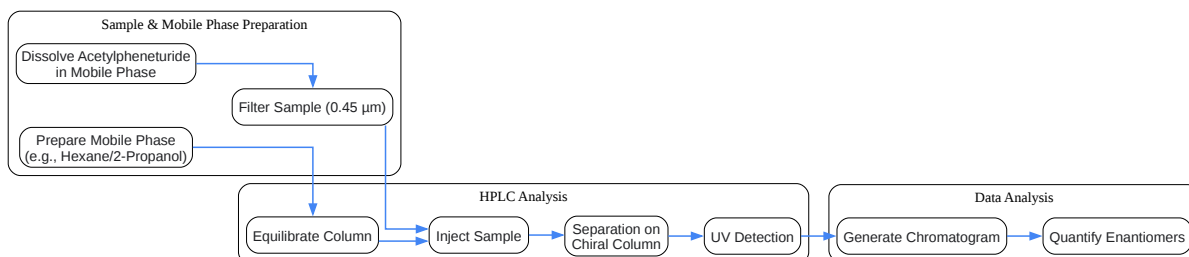 Sample & Mobile Phase Preparation
Dissolve Acetylpheneturide
in Mobile Phase
Filter Sample (0.45 µm)
Prepare Mobile Phase
(e.g., Hexane/2-Propanol)
HPLC Analysis
Equilibrate Column
Inject Sample
Separation on
Chiral Column
UV Detection
Data Analysis
Generate Chromatogram
Quantify Enantiomers